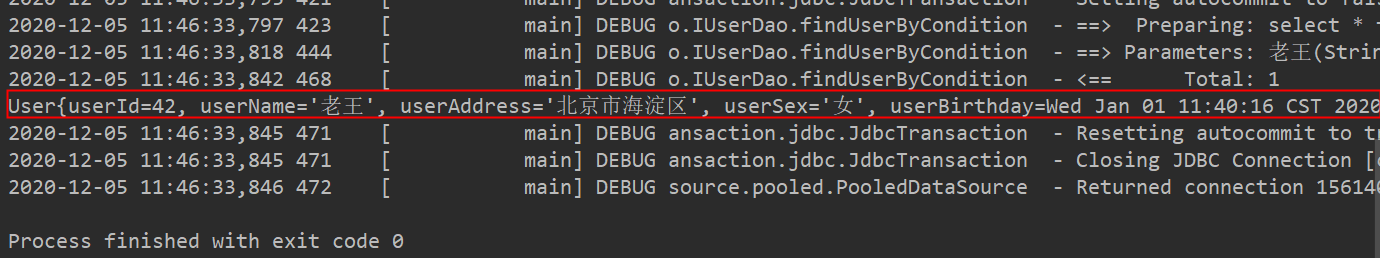 2020-12-05 11:46:33,795 421    [           main] DEBUG ansaction.jdbc.JdbcTransaction  - Setting autocommit to fals
2020-12-05 11:46:33,797 423    [           main] DEBUG o.IUserDao.findUserByCondition  - ==>  Preparing: select *
2020-12-05 11:46:33,818 444    [           main] DEBUG o.IUserDao.findUserByCondition  - ==> Parameters: 老王(Strin
2020-12-05 11:46:33,842 468    [           main] DEBUG o.IUserDao.findUserByCondition  - <==      Total: 1
User{userId=42, userName='老王', userAddress='北京市海淀区', userSex='女', userBirthday=Wed Jan 01 11:40:16 CST 2020
2020-12-05 11:46:33,845 471    [           main] DEBUG ansaction.jdbc.JdbcTransaction  - Resetting autocommit to tr
2020-12-05 11:46:33,845 471    [           main] DEBUG ansaction.jdbc.JdbcTransaction  - Closing JDBC Connection [c
2020-12-05 11:46:33,846 472    [           main] DEBUG source.pooled.PooledDataSource  - Returned connection 156140
Process finished with exit code 0